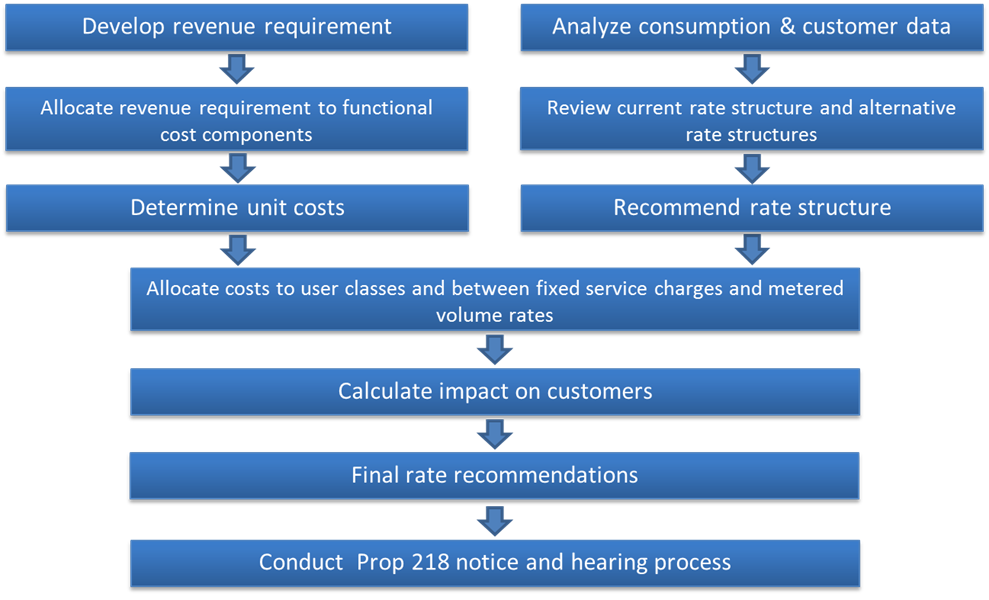 Develop revenue requirement
Analyze consumption & customer data
Allocate revenue requirement to functional
cost components
Review current rate structure and alternative
rate structures
Determine unit costs
Recommend rate structure
Allocate costs to user classes and between fixed service charges and metered
volume rates
Calculate impact on customers
Final rate recommendations
Conduct  Prop 218 notice and hearing process